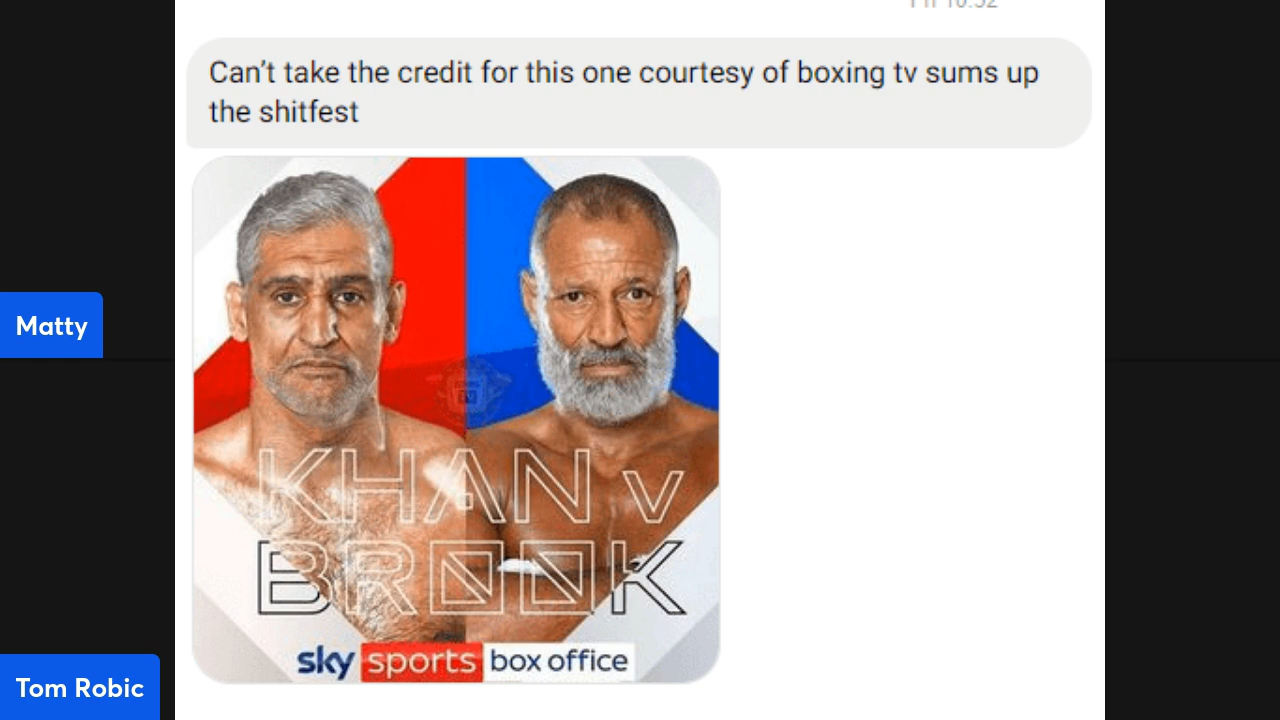 Can't take the credit for this one courtesy of boxing tv sums up
the shitfest
Matty
KHAN v
BROOK
sky sports box office
Tom Robic